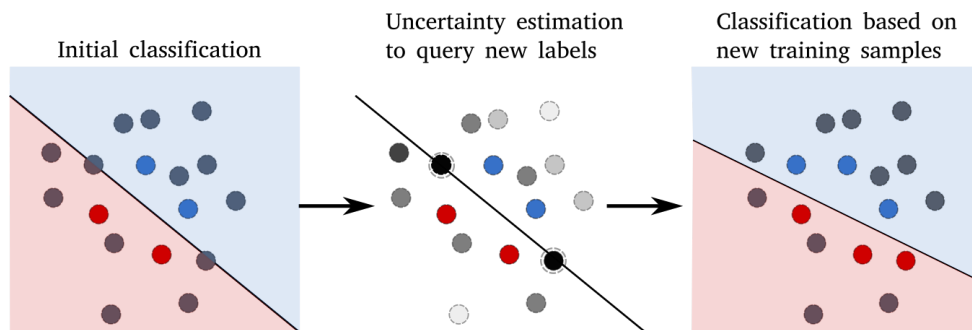 Initial classification
Uncertainty estimation
to query new labels
Classification based on
new training samples